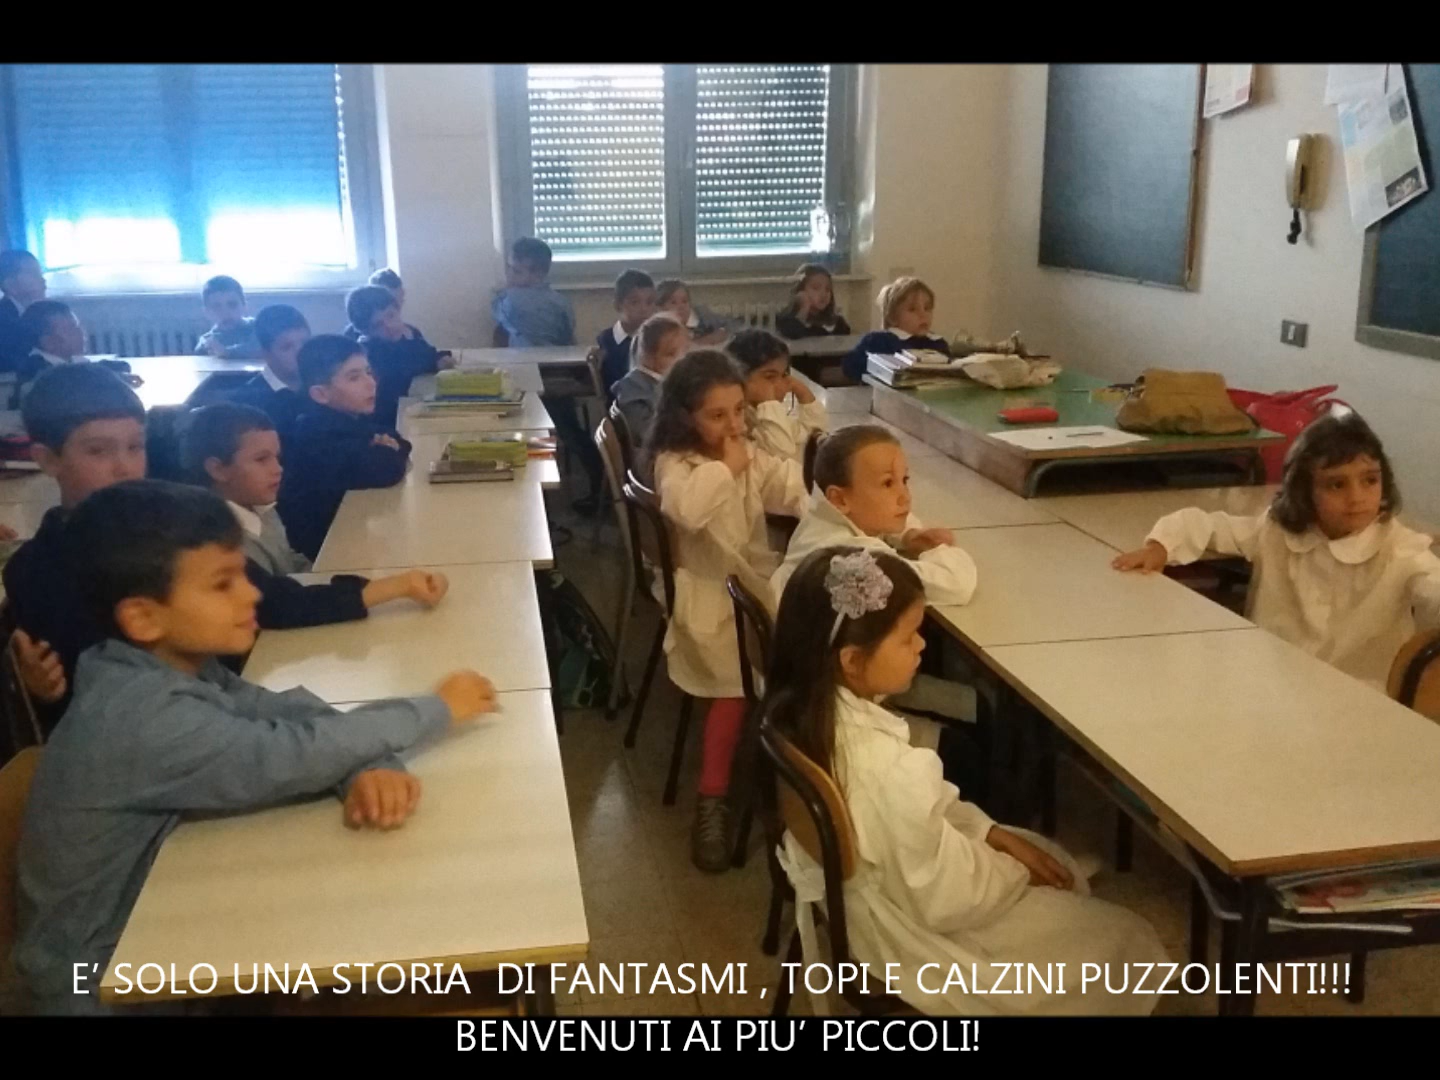 E’ SOLO UNA STORIA  DI FANTASMI , TOPI E CALZINI PUZZOLENTI!!!
BENVENUTI AI PIU’ PICCOLI!